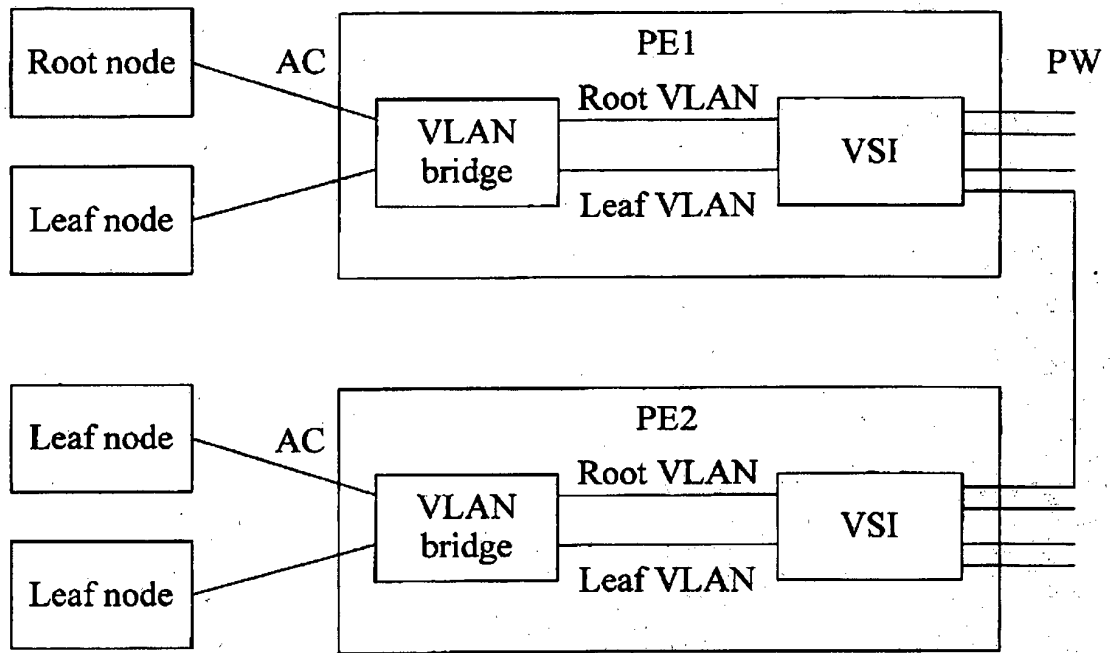 PE1
Root node
AC
PW
Root VLAN
VLAN
bridge
VSI
Leaf VLAN
Leaf node
PE2
Leaf node
AC
Root VLAN
VLAN
bridge
VSI
Leaf VLAN
Leaf node